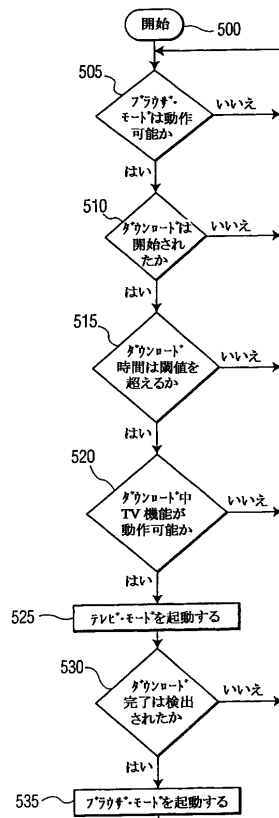 開始
500
505
ブラウザ・
モードは動作
可能か
いいえ
はい
510
ダウンロードは
開始され
たか
いいえ
はい
515
ダウンロード
時間は閾値を
超えるか
いいえ
はい
520
ダウンロード中
TV 機能が
動作可能か
いいえ
はい
525
テレビ・モードを起動する
530
ダウンロード
完了は検出
されたか
いいえ
はい
535
ブラウザ・モードを起動する